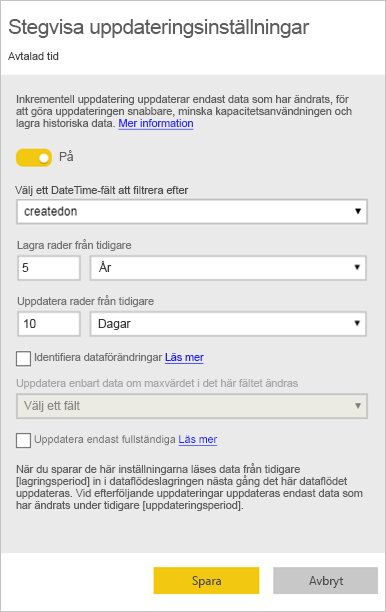 Stegvisa uppdateringsinställningar
Avtalad tid
Inkrementell uppdatering uppdaterar endast data som har ändrats, för
att göra uppdateringen snabbare, minska kapacitetsanvändningen och
lagra historiska data. Mer information
På
Välj ett DateTime-fält att filtrera efter
createdon
Lagra rader från tidigare
5 År
Uppdatera rader från tidigare
10 Dagar
Identifiera dataförändringar Läs mer
Uppdatera enbart data om maxvärdet i det här fältet ändras
Välj ett fält
Uppdatera endast fullständiga Läs mer
När du sparar de här inställningarna läses data från tidigare
[lagringsperiod] in i dataflödeslagringen nästa gång det här dataflödet
uppdateras. Vid efterföljande uppdateringar uppdateras endast data som
har ändrats under tidigare [uppdateringsperiod].
Spara Avbryt